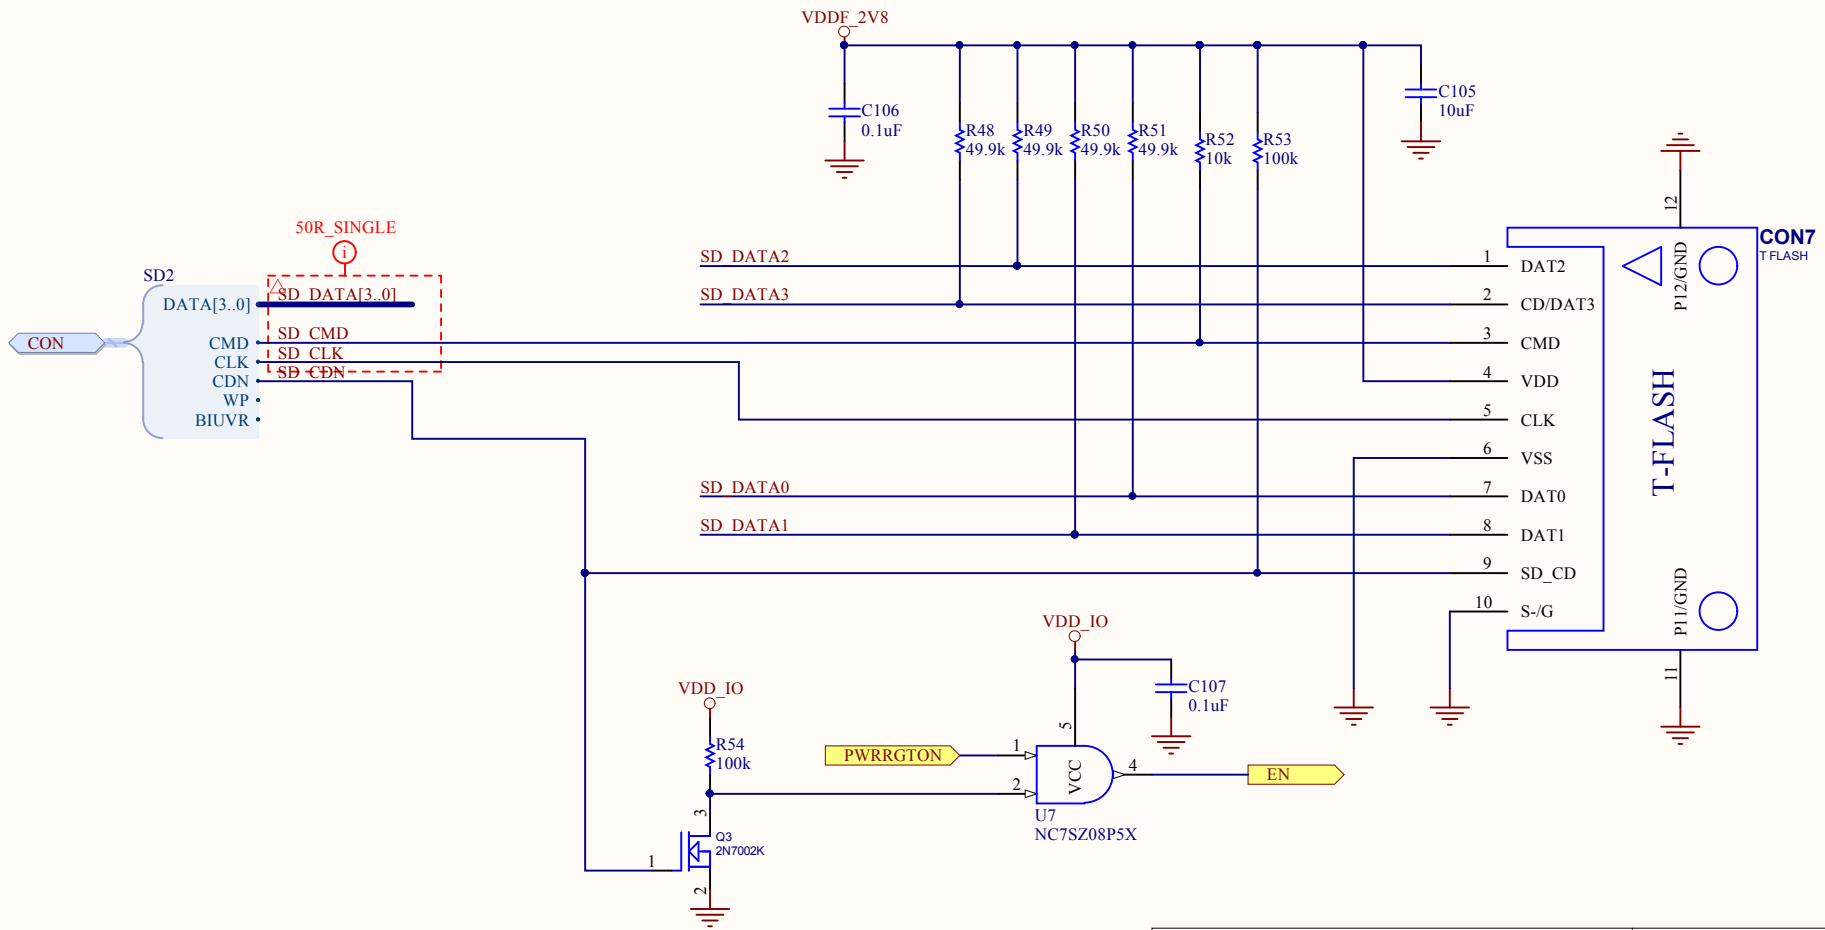 VDDF_2V8
C106
0.1uF
R48
49.9k
R49
49.9k
R50
49.9k
R51
49.9k
R52
10k
R53
100k
C105
10uF
50R_SINGLE
i
SD2
DATA[3..0]
SD_DATA[3..0]
CON
CMD
SD_CMD
CLK
SD_CLK
CDN
SD_CDN
WP
BIUVR
SD_DATA2
SD_DATA3
SD_DATA0
SD_DATA1
12
P12/GND
CON7
T FLASH
1
DAT2
2
CD/DAT3
3
CMD
4
VDD
5
CLK
6
VSS
7
DAT0
8
DAT1
9
SD_CD
10
S-/G
T-FLASH
P11/GND
11
VDD_IO
C107
0.1uF
VDD_IO
R54
100k
PWRRGTON
1
2
5
VCC
4
EN
U7
NC7SZ08P5X
3
Q3
2N7002K
1
2